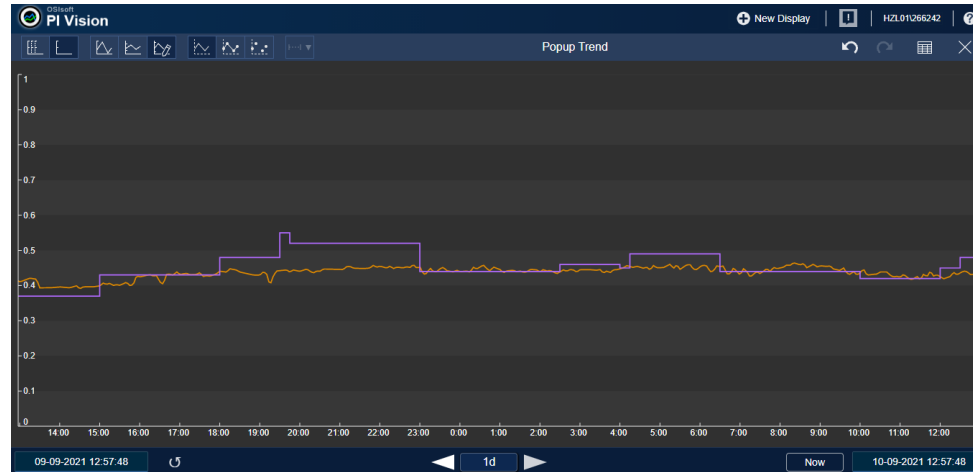 OSIsoft
PI Vision
New Display
HZL01\266242
Popup Trend
1
0.9
0.8
0.7
0.6
0.5
0.4
0.3
0.2
0.1
0
14:00 15:00 16:00 17:00 18:00 19:00 20:00 21:00 22:00 23:00 0:00 1:00 2:00 3:00 4:00 5:00 6:00 7:00 8:00 9:00 10:00 11:00 12:00
09-09-2021 12:57:48 1d Now 10-09-2021 12:57:48